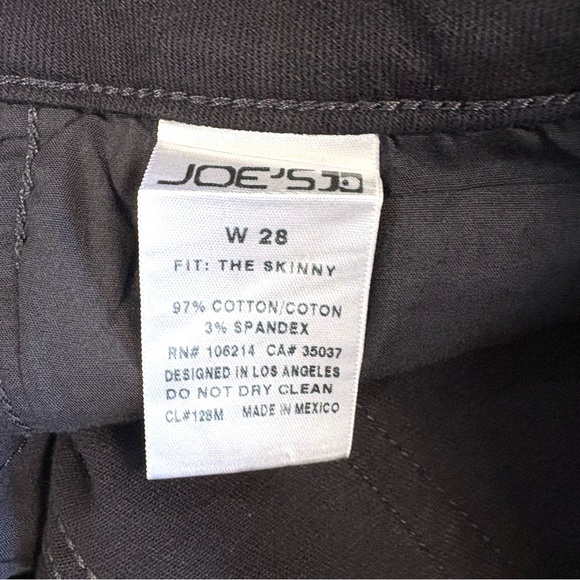 JOE'S
W 28
FIT: THE SKINNY
97% COTTON/COTON
3% SPANDEX
RN# 106214 CA# 35037
DESIGNED IN LOS ANGELES
DO NOT DRY CLEAN
CL#128M MADE IN MEXICO